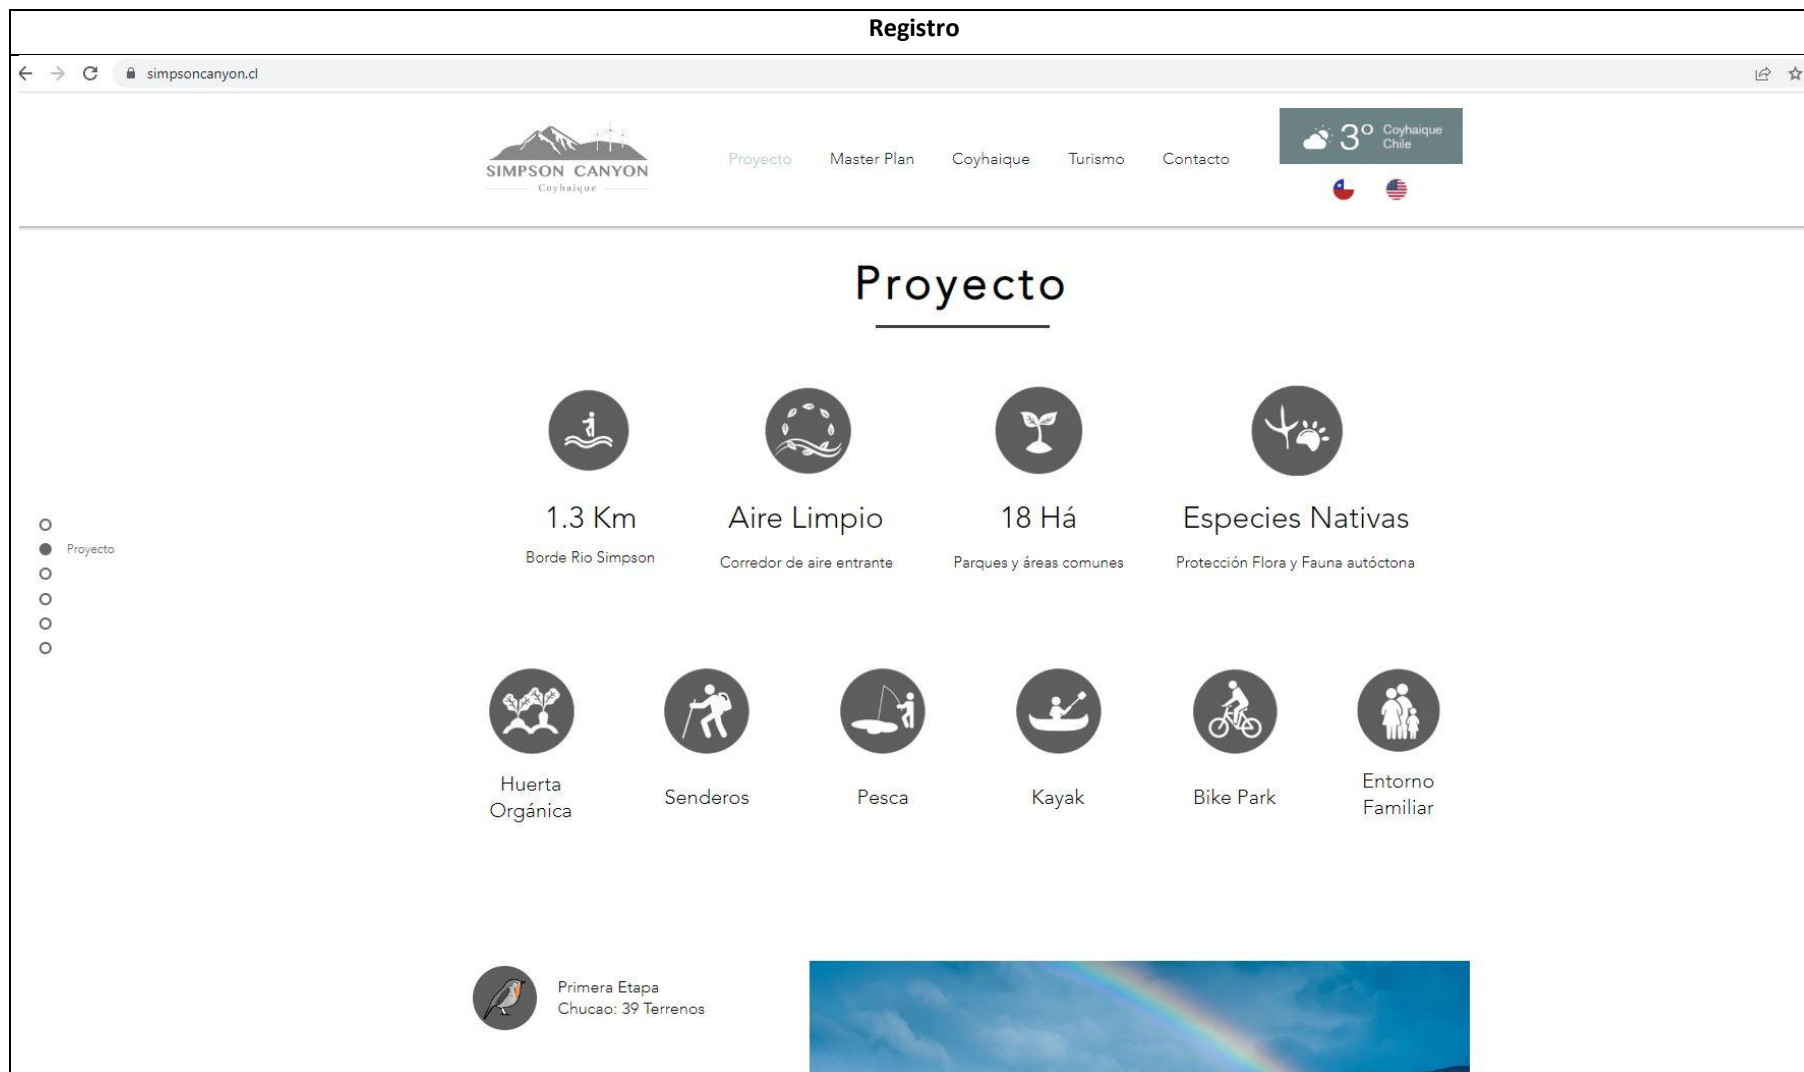 Registro
simpsoncanyon.cl
SIMPSON CANYON
Coyhaique
Proyecto
Master Plan
Coyhaique
Turismo
Contacto
3° Coyhaique
Chile
Proyecto
1.3 Km
Borde Rio Simpson
Aire Limpio
Corredor de aire entrante
18 Há
Parques y áreas comunes
Especies Nativas
Protección Flora y Fauna autóctona
Proyecto
Huerta
Orgánica
Senderos
Pesca
Kayak
Bike Park
Entorno
Familiar
Primera Etapa
Chucao: 39 Terrenos